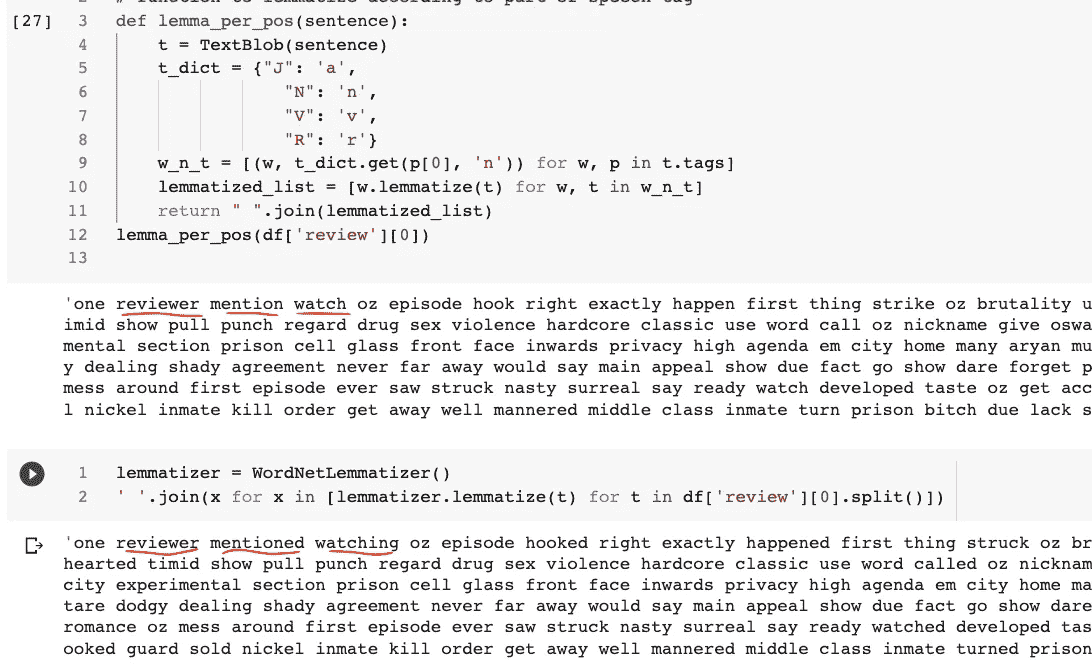 2 # function to lemmatize according to part of speech tag
[27] 3 def lemma_per_pos(sentence):
4 t = TextBlob(sentence)
5 t_dict = {"J": 'a',
6 "N": 'n',
7 "V": 'v',
8 "R": 'r'}
9 w_n_t = [(w, t_dict.get(p[0], 'n')) for w, p in t.tags]
10 lemmatized_list = [w.lemmatize(t) for w, t in w_n_t]
11 return " ".join(lemmatized_list)
12 lemma_per_pos(df['review'][0])
13
'one reviewer mention watch oz episode hook right exactly happen first thing strike oz brutality u
imid show pull punch regard drug sex violence hardcore classic use word call oz nickname give oswa
mental section prison cell glass front face inwards privacy high agenda em city home many aryan mu
y dealing shady agreement never far away would say main appeal show due fact go show dare forget p
mess around first episode ever saw struck nasty surreal say ready watch developed taste oz get acc
l nickel inmate kill order get away well mannered middle class inmate turn prison bitch due lack s
1 lemmatizer = WordNetLemmatizer()
2 ' '.join(x for x in [lemmatizer.lemmatize(t) for t in df['review'][0].split()])
'one reviewer mentioned watching oz episode hooked right exactly happened first thing struck oz br
hearted timid show pull punch regard drug sex violence hardcore classic use word called oz nicknam
city experimental section prison cell glass front face inwards privacy high agenda em city home ma
tare dodgy dealing shady agreement never far away would say main appeal show due fact go show dare
romance oz mess around first episode ever saw struck nasty surreal say ready watched developed tas
ooked guard sold nickel inmate kill order get away well mannered middle class inmate turned prison